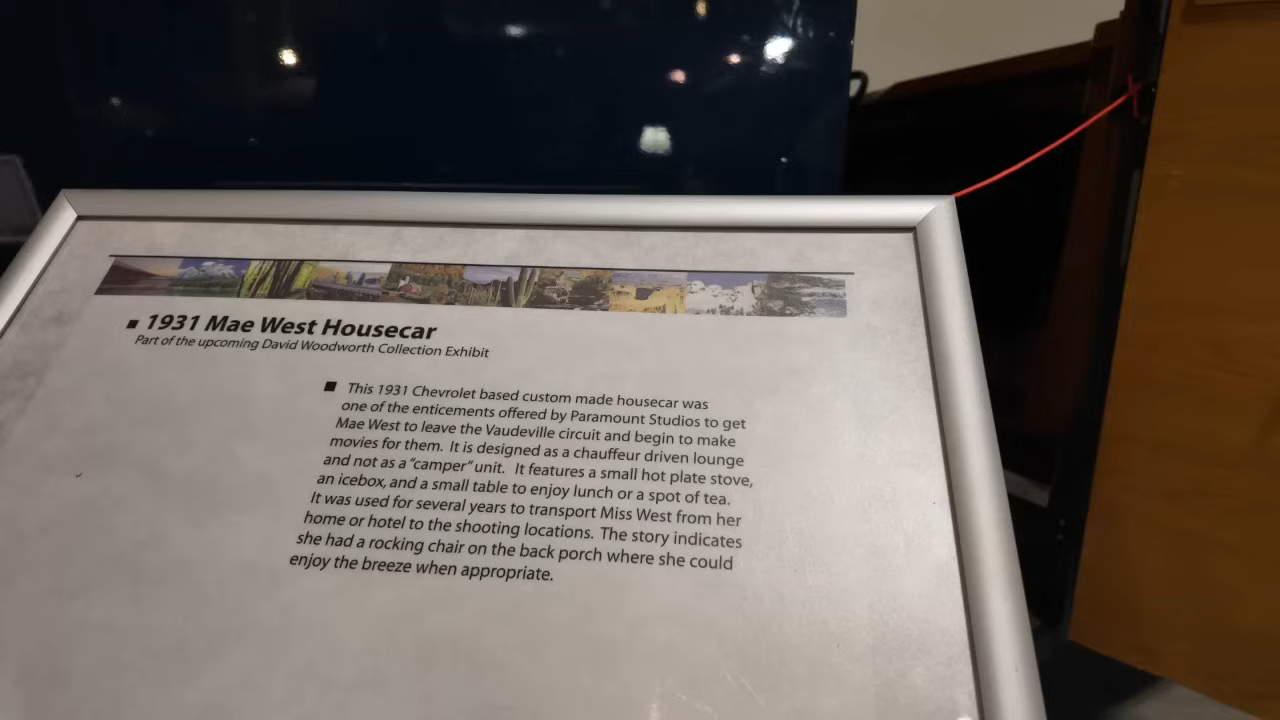 1931 Mae West Housecar
Part of the upcoming David Woodworth Collection Exhibit
This 1931 Chevrolet based custom made housecar was
one of the enticements offered by Paramount Studios to get
Mae West to leave the Vaudeville circuit and begin to make
movies for them. It is designed as a chauffeur driven lounge
and not as a "camper" unit. It features a small hot plate stove,
an icebox, and a small table to enjoy lunch or a spot of tea.
It was used for several years to transport Miss West from her
home or hotel to the shooting locations. The story indicates
she had a rocking chair on the back porch where she could
enjoy the breeze when appropriate.